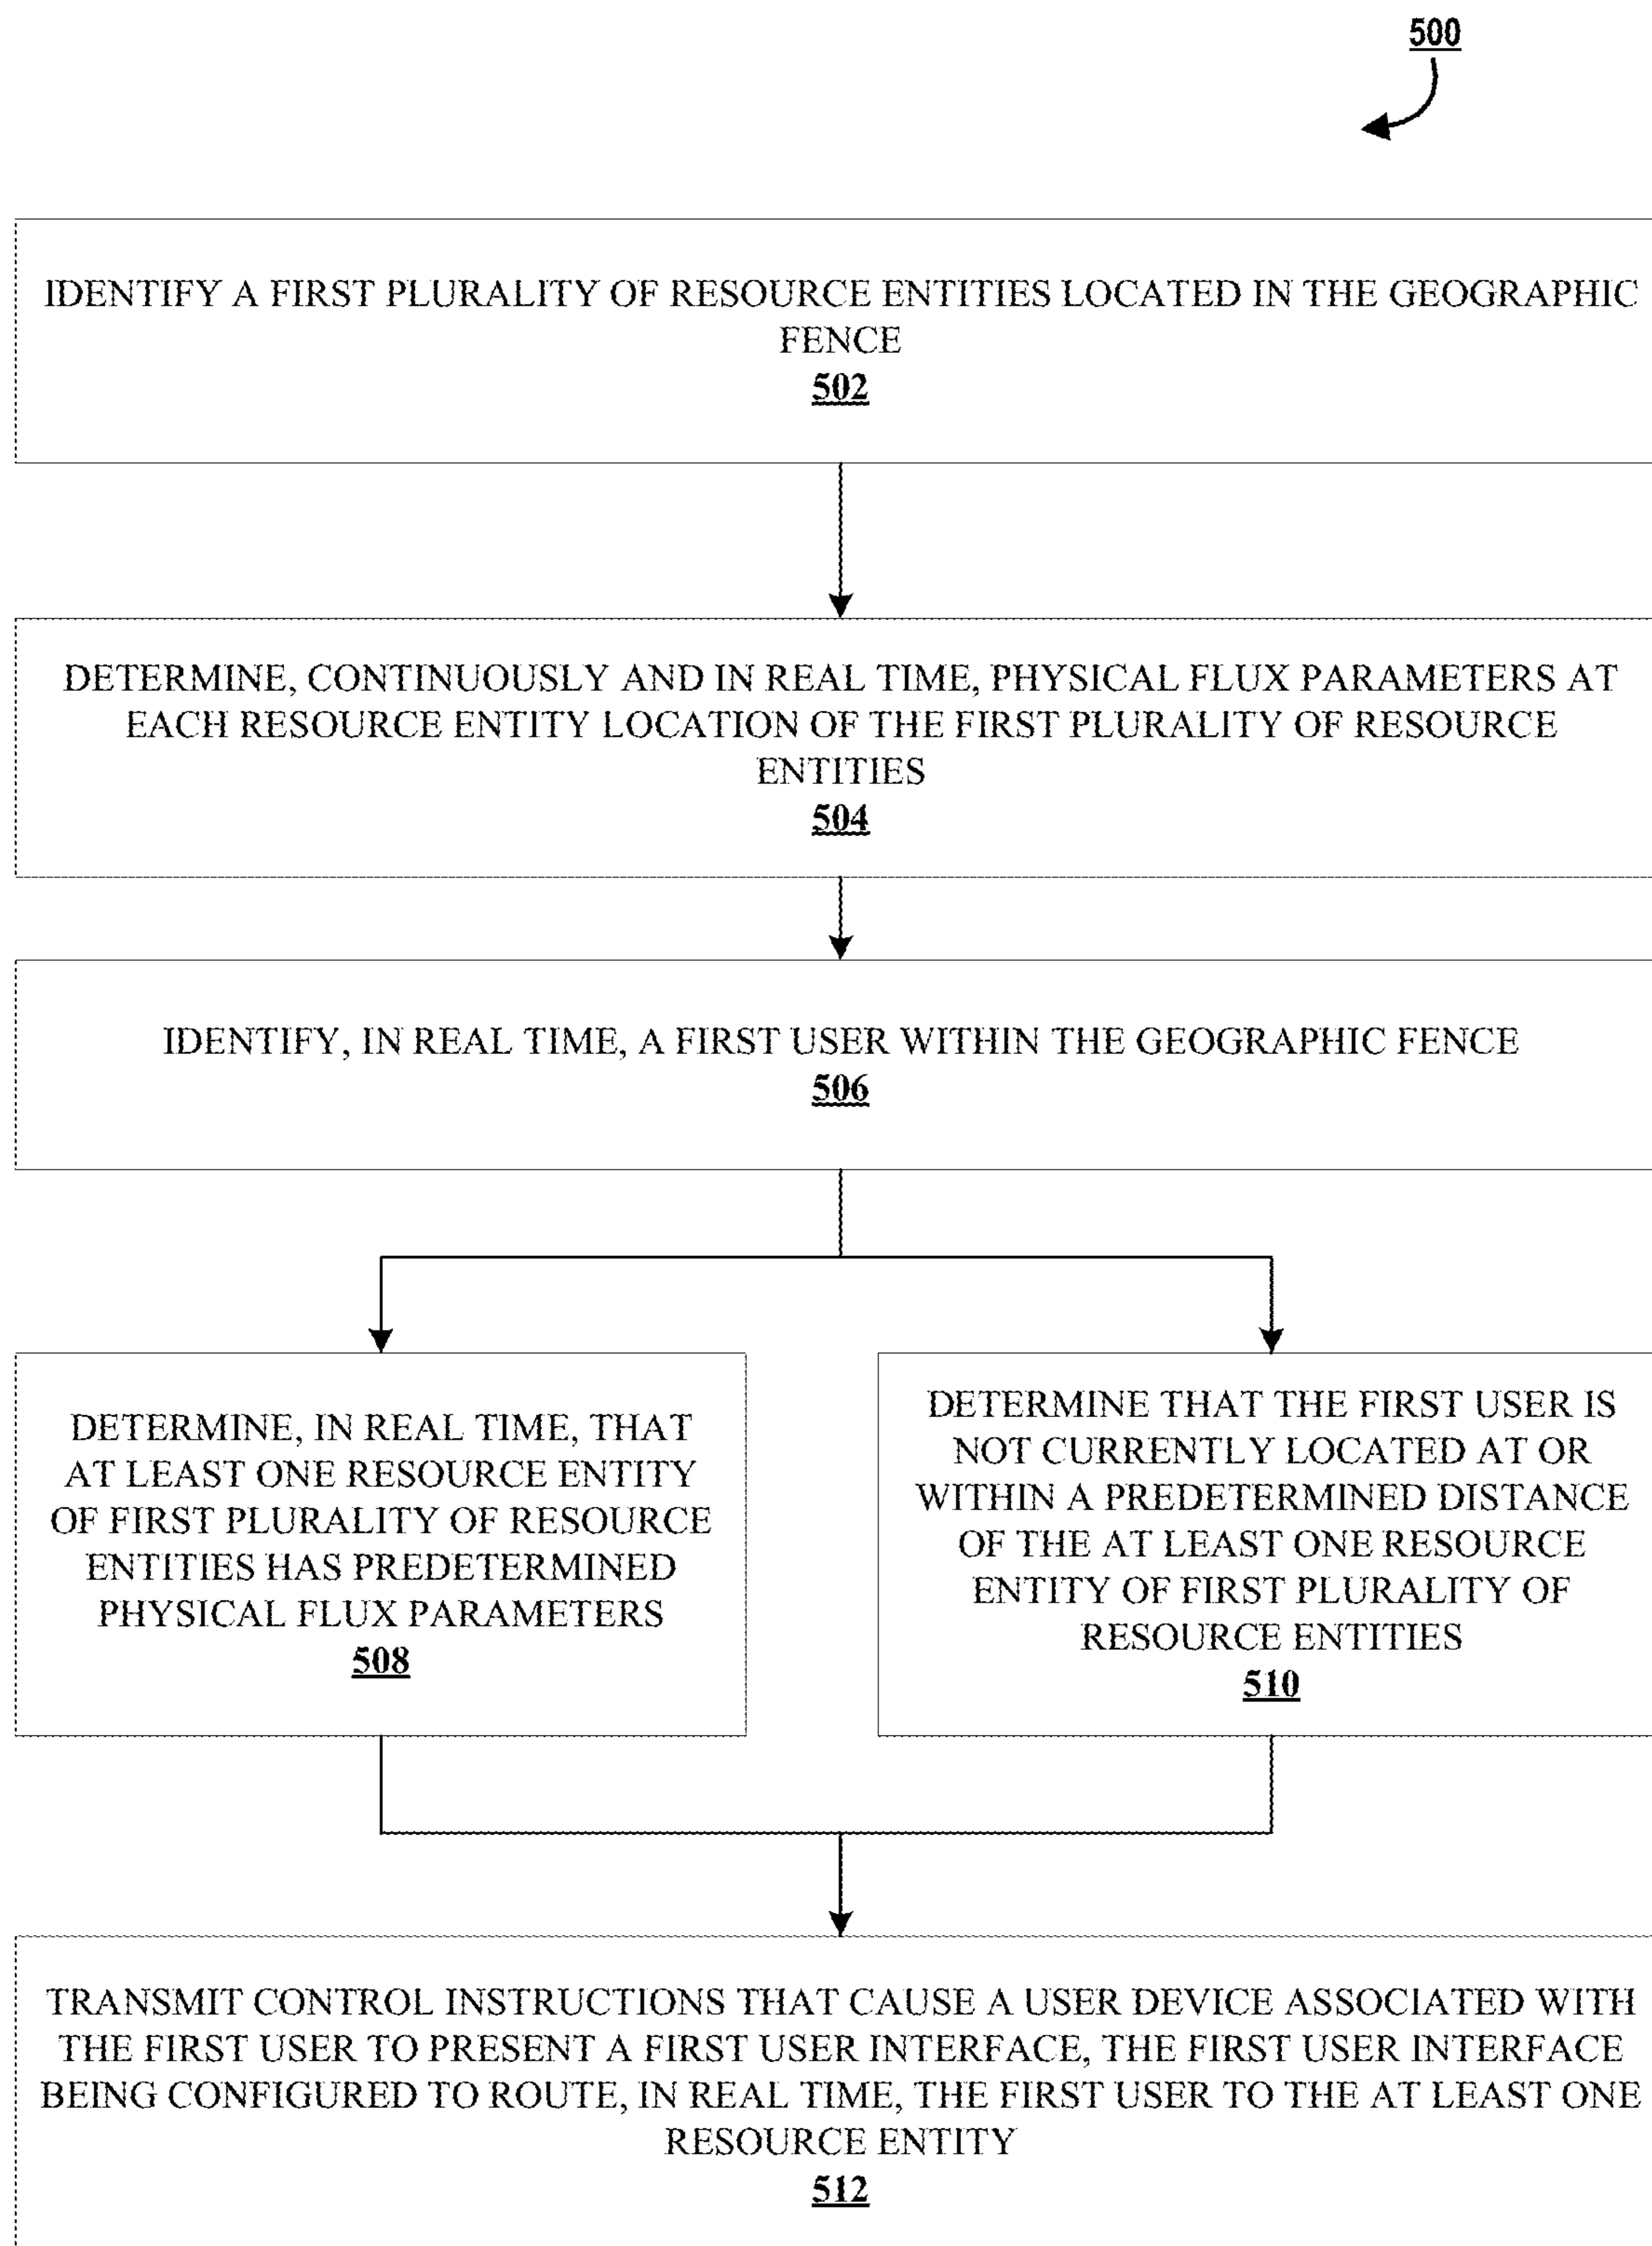 500
IDENTIFY A FIRST PLURALITY OF RESOURCE ENTITIES LOCATED IN THE GEOGRAPHIC
FENCE
502
DETERMINE, CONTINUOUSLY AND IN REAL TIME, PHYSICAL FLUX PARAMETERS AT
EACH RESOURCE ENTITY LOCATION OF THE FIRST PLURALITY OF RESOURCE
ENTITIES
504
IDENTIFY, IN REAL TIME, A FIRST USER WITHIN THE GEOGRAPHIC FENCE
506
DETERMINE, IN REAL TIME, THAT
AT LEAST ONE RESOURCE ENTITY
OF FIRST PLURALITY OF RESOURCE
ENTITIES HAS PREDETERMINED
PHYSICAL FLUX PARAMETERS
508
DETERMINE THAT THE FIRST USER IS
NOT CURRENTLY LOCATED AT OR
WITHIN A PREDETERMINED DISTANCE
OF THE AT LEAST ONE RESOURCE
ENTITY OF FIRST PLURALITY OF
RESOURCE ENTITIES
510
TRANSMIT CONTROL INSTRUCTIONS THAT CAUSE A USER DEVICE ASSOCIATED WITH
THE FIRST USER TO PRESENT A FIRST USER INTERFACE, THE FIRST USER INTERFACE
BEING CONFIGURED TO ROUTE, IN REAL TIME, THE FIRST USER TO THE AT LEAST ONE
RESOURCE ENTITY
512